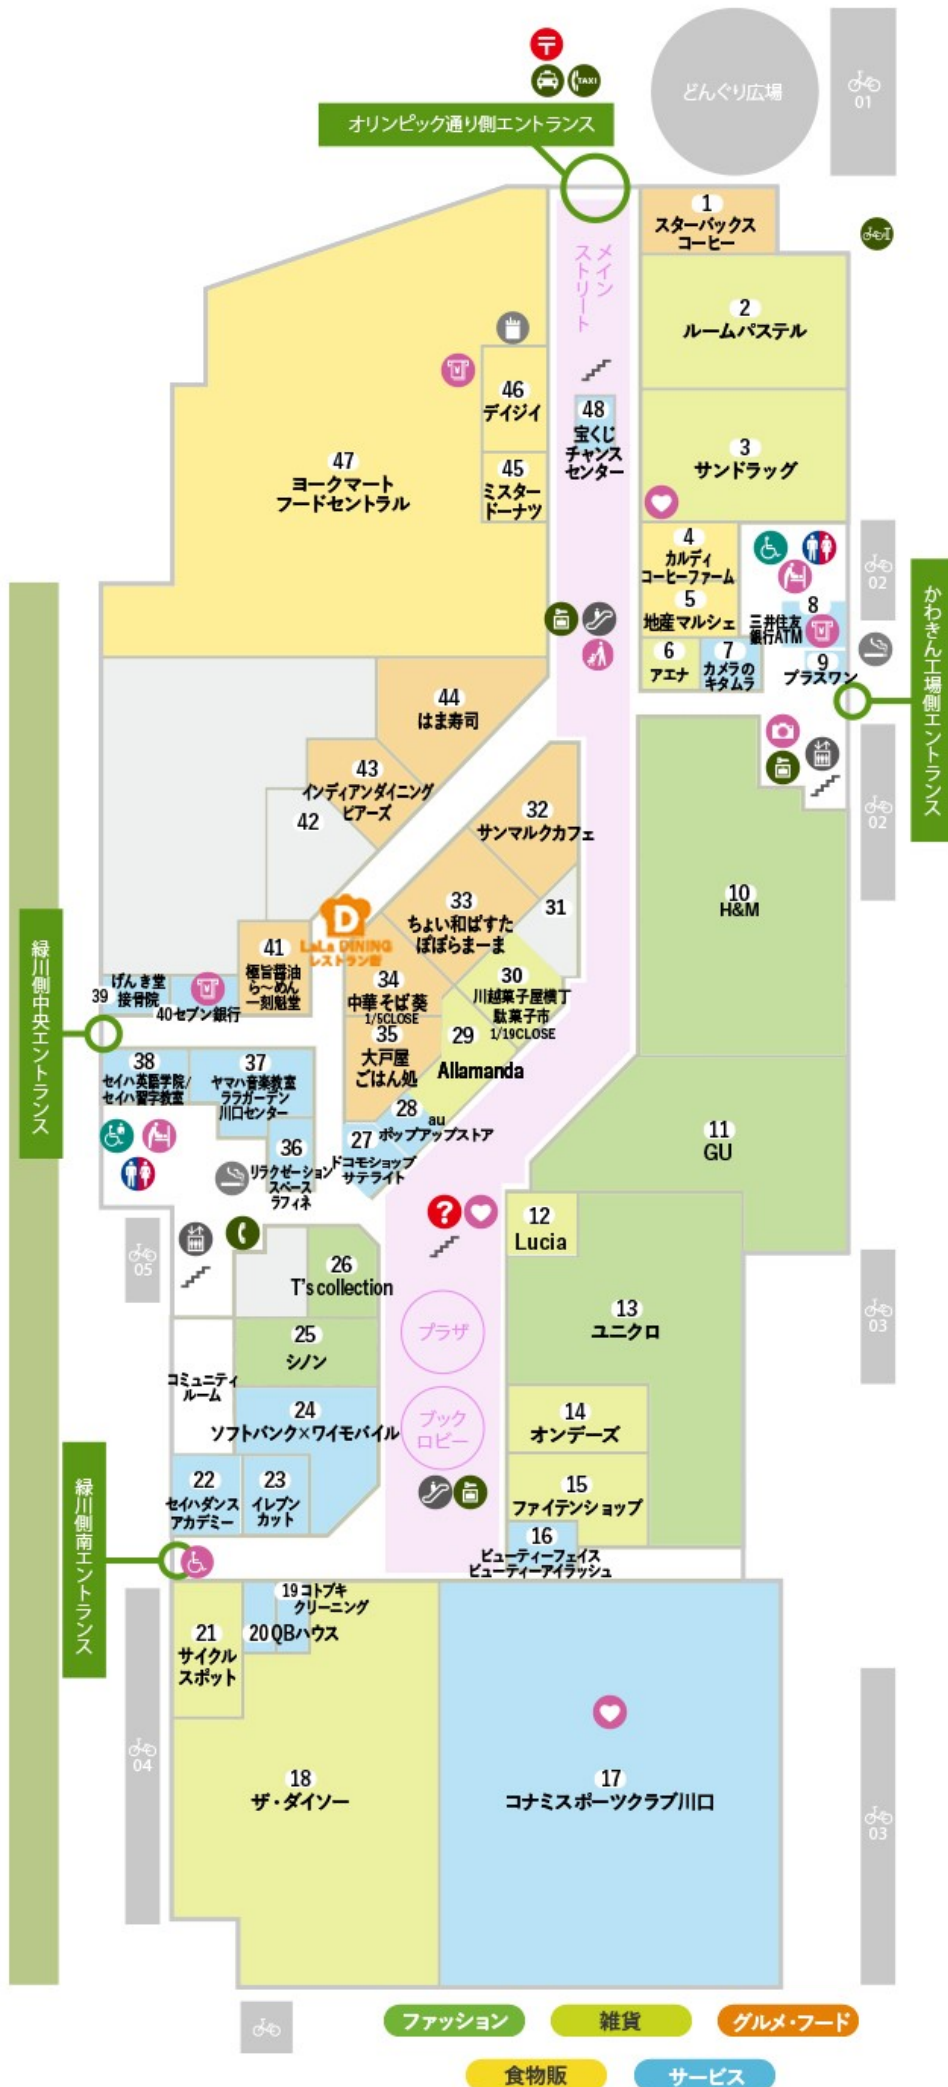 〒
TAXI
どんぐり広場
01
オリンピック通り側エントランス
メイン
ストリート
1
スターバックス
コーヒー
2
ルームパステル
46
デイジイ
48
宝くじ
チャンス
センター
3
サンドラッグ
47
ヨークマート
フードセントラル
45
ミスター
ドーナツ
4
カルディ
コーヒーファーム
02
5
地産マルシェ
8
三井住友
銀行ATM
6
アエナ
7
カメラの
キタムラ
9
プラスワン
かわきん工場側エントランス
44
はま寿司
43
インディアンダイニング
ビアーズ
42
32
サンマルクカフェ
02
10
H&M
33
ちょい和ぱすた
ぽぽらまーま
31
D
LaLa DINING
レストラン街
41
極旨醤油
ら〜めん
一刻魁堂
34
中華そば 葵
1/5CLOSE
30
川越菓子屋横丁
駄菓子市
1/19CLOSE
緑川側中央エントランス
39
げんき堂
接骨院
40セブン銀行
35
大戸屋
ごはん処
29
Allamanda
38
セイハ英語学院/
セイハ習字教室
37
ヤマハ音楽教室
ララガーデン
川口センター
28
au
ポップアップストア
27
ドコモショップ
サテライト
36
リラクゼーション
スペース
ラフィネ
11
GU
?
12
Lucia
05
26
T's collection
13
ユニクロ
03
プラザ
25
シノン
コミュニティ
ルーム
24
ソフトバンク×ワイモバイル
ブック
ロビー
14
オンデーズ
22
セイハダンス
アカデミー
23
イレブン
カット
15
ファイテンショップ
緑川側南エントランス
16
ビューティーフェイス
ビューティーアイラッシュ
19コトブキ
クリーニング
20 QBハウス
21
サイクル
スポット
04
18
ザ・ダイソー
17
コナミスポーツクラブ川口
03
ファッション
雑貨
グルメ・フード
食物販
サービス